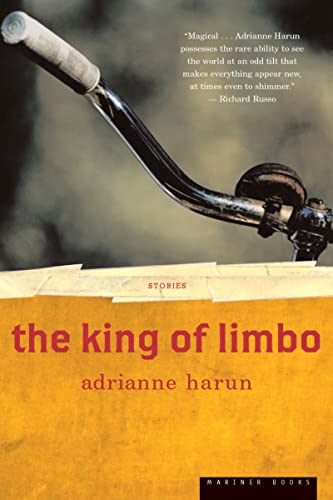 “Magical . . . Adrianne Harun
possesses the rare ability to see
the world at an odd tilt that
makes everything appear new,
at times even to shimmer.”
— Richard Russo
STORIES
the king of limbo
adrianne harun
MARINER BOOKS